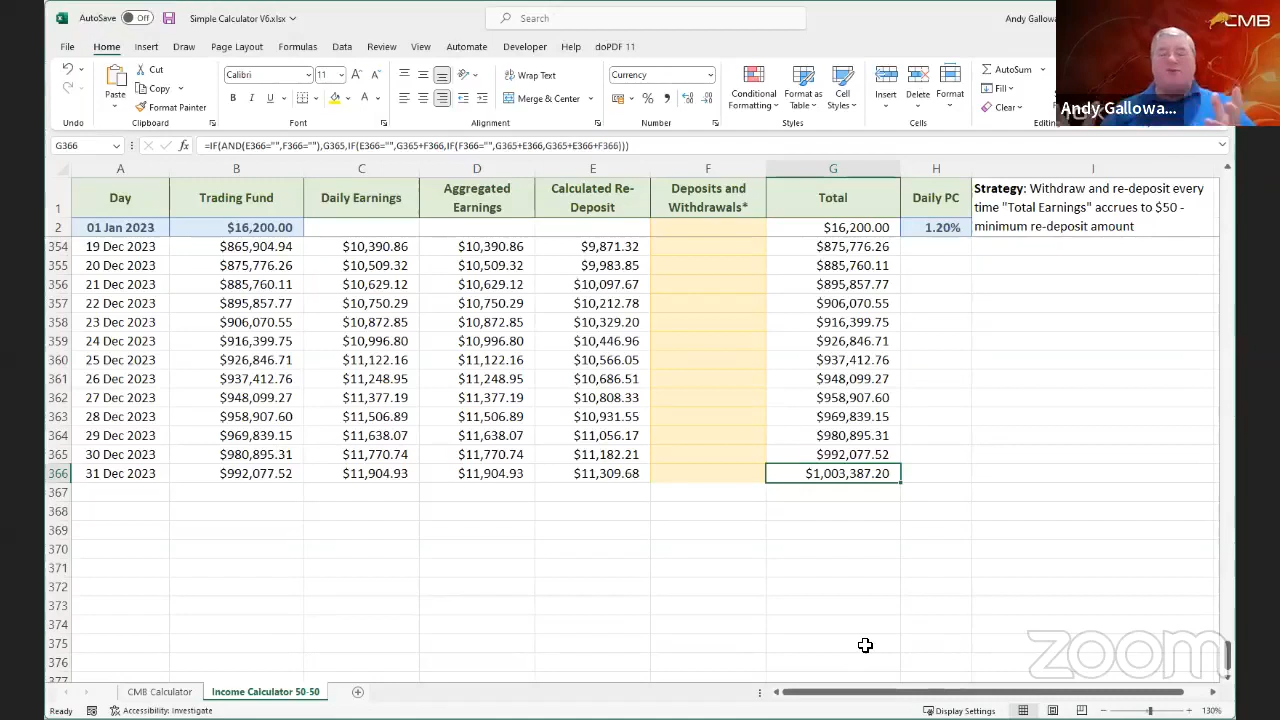 AutoSave Off Simple Calculator V6.xlsx Search Andy Gallowa
CMB
File Home Insert Draw Page Layout Formulas Data Review View Automate Developer Help doPDF 11
Cut Calibri 11 Wrap Text Currency AutoSum
Copy Fill
Paste Format Painter Merge & Center Conditional Formatting Format as Table Cell Styles Insert Delete Format Clear
Undo Clipboard Font Alignment Number Styles Cells
Andy Gallowa...
G366 =IF(AND(E366="",F366=""),G365,IF(E366="",G365+F366,IF(F366="",G365+E366,G365+E366+F366)))
A B C D E F G H I
1 Day Trading Fund Daily Earnings Aggregated Earnings Calculated Re-Deposit Deposits and Withdrawals* Total Daily PC
Strategy: Withdraw and re-deposit every
time "Total Earnings" accrues to $50 -
minimum re-deposit amount
2 01 Jan 2023 $16,200.00 $16,200.00 1.20%
354 19 Dec 2023 $865,904.94 $10,390.86 $10,390.86 $9,871.32 $875,776.26
355 20 Dec 2023 $875,776.26 $10,509.32 $10,509.32 $9,983.85 $885,760.11
356 21 Dec 2023 $885,760.11 $10,629.12 $10,629.12 $10,097.67 $895,857.77
357 22 Dec 2023 $895,857.77 $10,750.29 $10,750.29 $10,212.78 $906,070.55
358 23 Dec 2023 $906,070.55 $10,872.85 $10,872.85 $10,329.20 $916,399.75
359 24 Dec 2023 $916,399.75 $10,996.80 $10,996.80 $10,446.96 $926,846.71
360 25 Dec 2023 $926,846.71 $11,122.16 $11,122.16 $10,566.05 $937,412.76
361 26 Dec 2023 $937,412.76 $11,248.95 $11,248.95 $10,686.51 $948,099.27
362 27 Dec 2023 $948,099.27 $11,377.19 $11,377.19 $10,808.33 $958,907.60
363 28 Dec 2023 $958,907.60 $11,506.89 $11,506.89 $10,931.55 $969,839.15
364 29 Dec 2023 $969,839.15 $11,638.07 $11,638.07 $11,056.17 $980,895.31
365 30 Dec 2023 $980,895.31 $11,770.74 $11,770.74 $11,182.21 $992,077.52
366 31 Dec 2023 $992,077.52 $11,904.93 $11,904.93 $11,309.68 $1,003,387.20
367
368
369
370
371
372
373
374
375
376
zoom
CMB Calculator Income Calculator 50-50
Ready Accessibility: Investigate Display Settings 130%